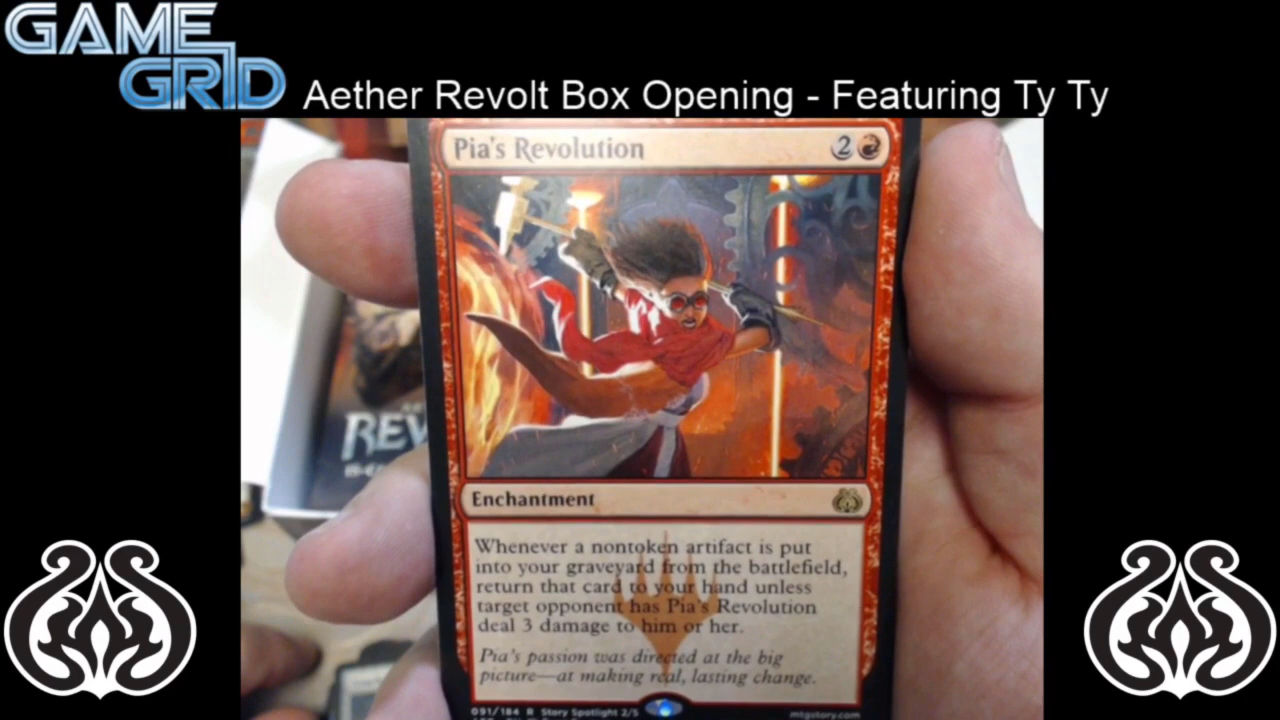 GAME
GRID
Aether Revolt Box Opening - Featuring Ty Ty
Pia's Revolution 2
REV
Enchantment
Whenever a nontoken artifact is put
into your graveyard from the battlefield,
return that card to your hand unless
target opponent has Pia's Revolution
deal 3 damage to him or her.
Pia's passion was directed at the big
picture—at making real, lasting change.
091/184 R Story Spotlight 2/5
mtgstory.com